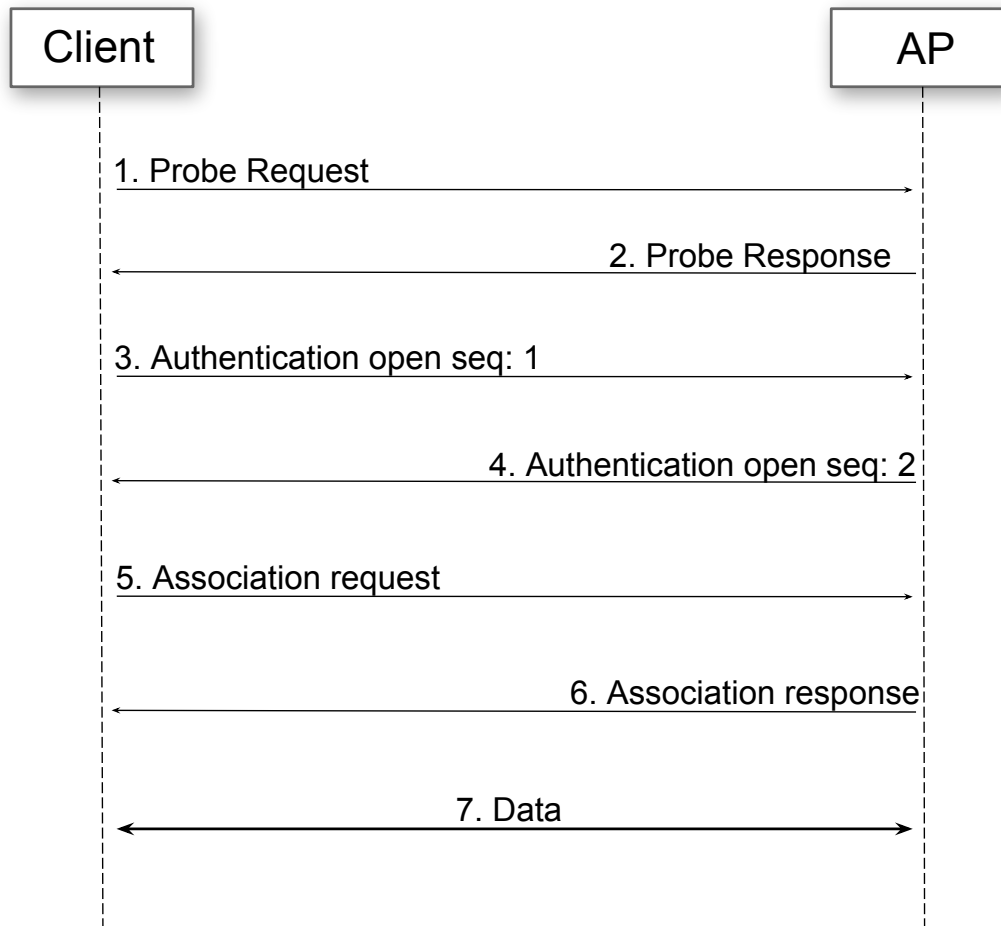 Client
AP
1. Probe Request
2. Probe Response
3. Authentication open seq: 1
4. Authentication open seq: 2
5. Association request
6. Association response
7. Data